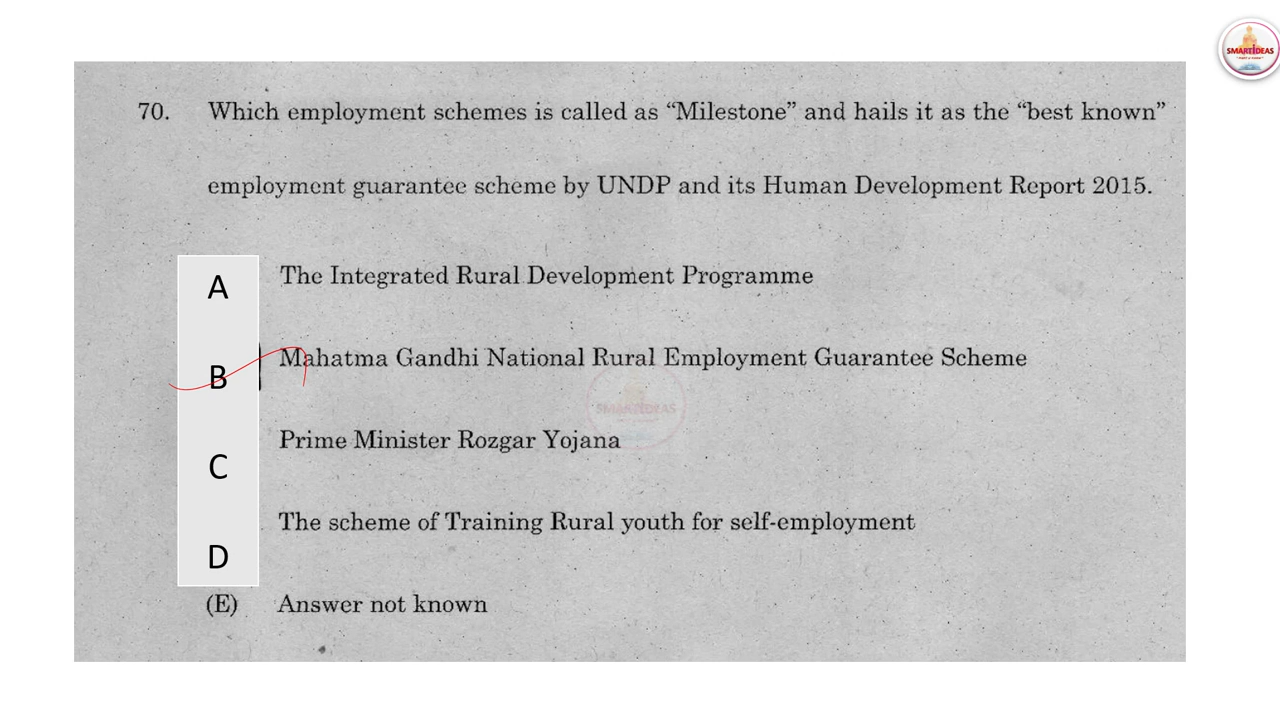 SMARTIDEAS
70. Which employment schemes is called as “Milestone” and hails it as the “best known”
employment guarantee scheme by UNDP and its Human Development Report 2015.
A The Integrated Rural Development Programme
B Mahatma Gandhi National Rural Employment Guarantee Scheme
SMARTIDEAS
C Prime Minister Rozgar Yojana
D The scheme of Training Rural youth for self-employment
(E) Answer not known